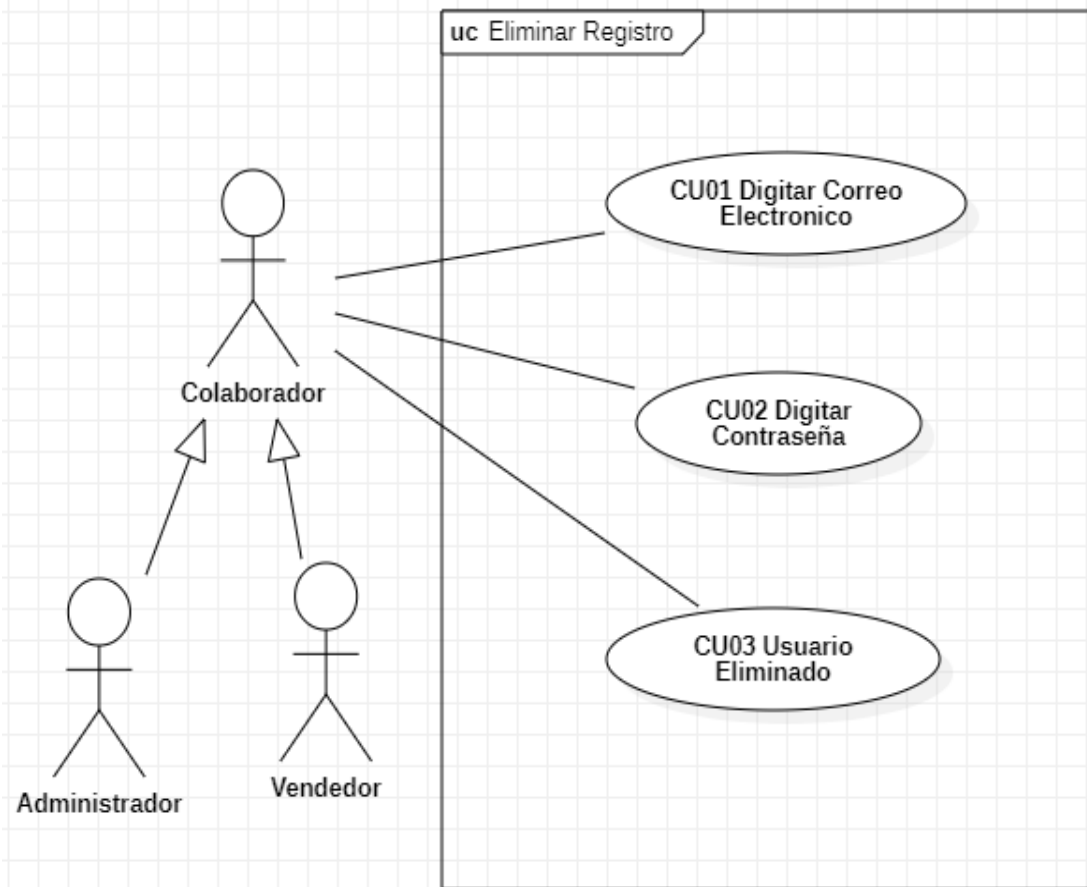 uc Eliminar Registro
CU01 Digitar Correo
Electronico
Colaborador
CU02 Digitar
Contraseña
CU03 Usuario
Eliminado
Administrador
Vendedor